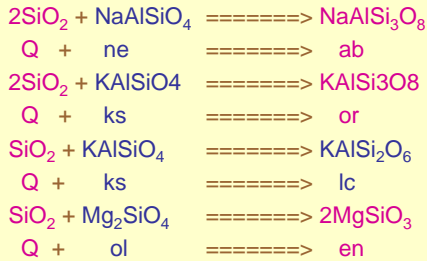 2SiO₂ + NaAlSiO₄ =======> NaAlSi₃O₈
Q + ne =======> ab
2SiO₂ + KAlSiO4 =======> KAlSi3O8
Q + ks =======> or
SiO₂ + KAlSiO₄ =======> KAlSi₂O₆
Q + ks =======> lc
SiO₂ + Mg₂SiO₄ =======> 2MgSiO₃
Q + ol =======> en